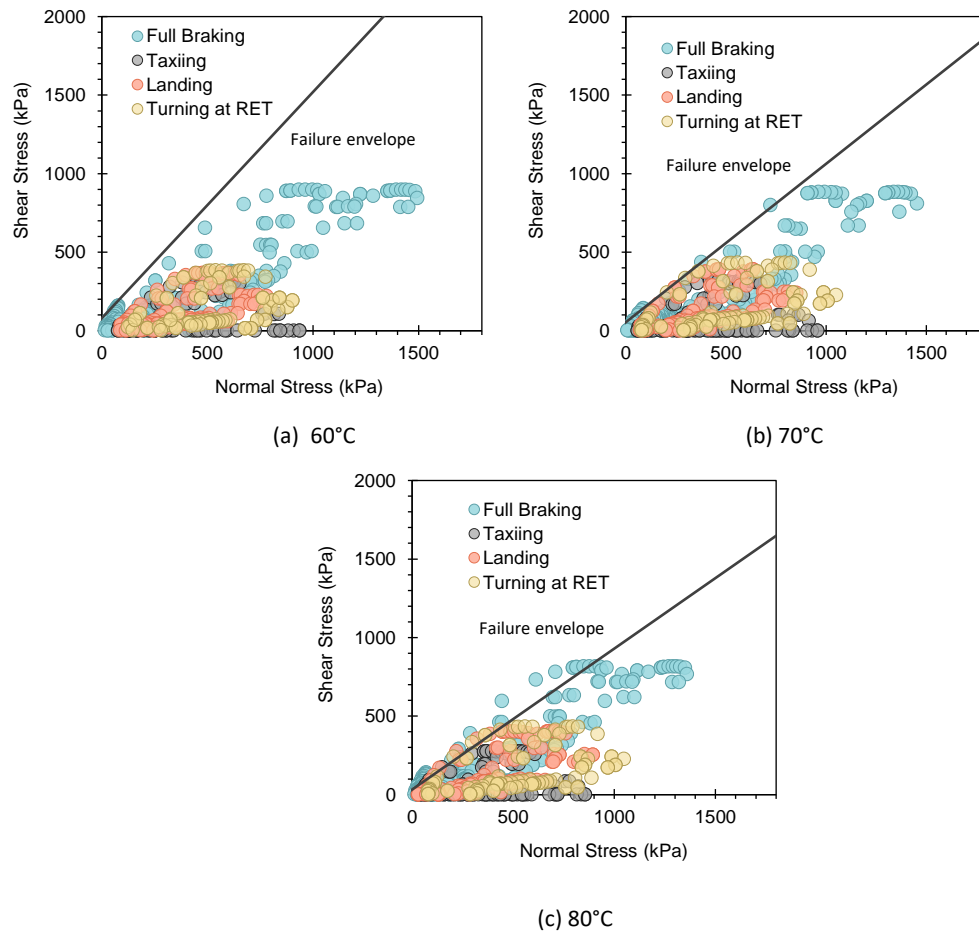 2000
1500
1000
500
0
0 500 1000 1500
Shear Stress (kPa)
Normal Stress (kPa)
Full Braking
Taxiing
Landing
Turning at RET
Failure envelope
(a) 60°C
2000
1500
1000
500
0
0 500 1000 1500
Shear Stress (kPa)
Normal Stress (kPa)
Full Braking
Taxiing
Landing
Turning at RET
Failure envelope
(b) 70°C
2000
1500
1000
500
0
0 500 1000 1500
Shear Stress (kPa)
Normal Stress (kPa)
Full Braking
Taxiing
Landing
Turning at RET
Failure envelope
(c) 80°C